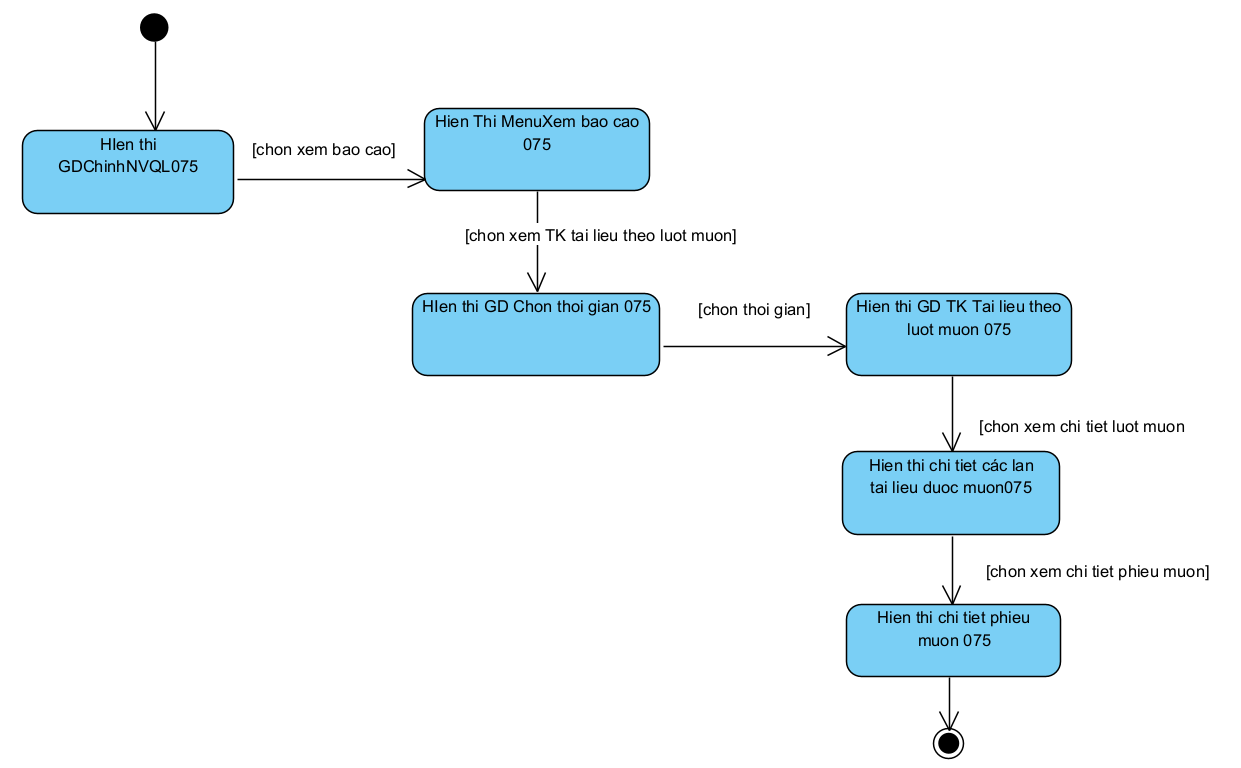 HIen thi
GDChinhNVQL075
[chon xem bao cao]
Hien Thi MenuXem bao cao
075
[chon xem TK tai lieu theo luot muon]
HIen thi GD Chon thoi gian 075
[chon thoi gian]
Hien thi GD TK Tai lieu theo
luot muon 075
[chon xem chi tiet luot muon
Hien thi chi tiet các lan
tai lieu duoc muon075
[chon xem chi tiet phieu muon]
Hien thi chi tiet phieu
muon 075